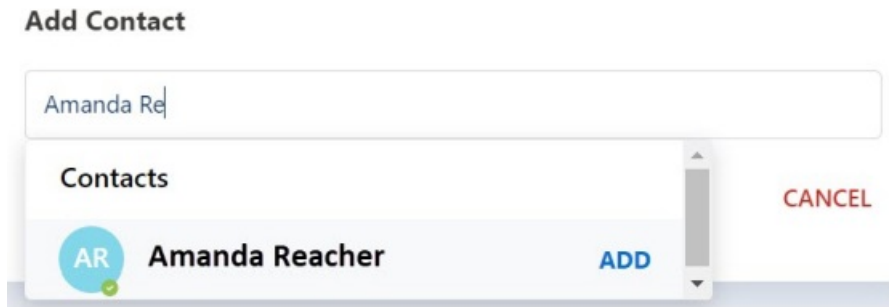 Add Contact
Amanda Re
Contacts
CANCEL
AR Amanda Reacher ADD